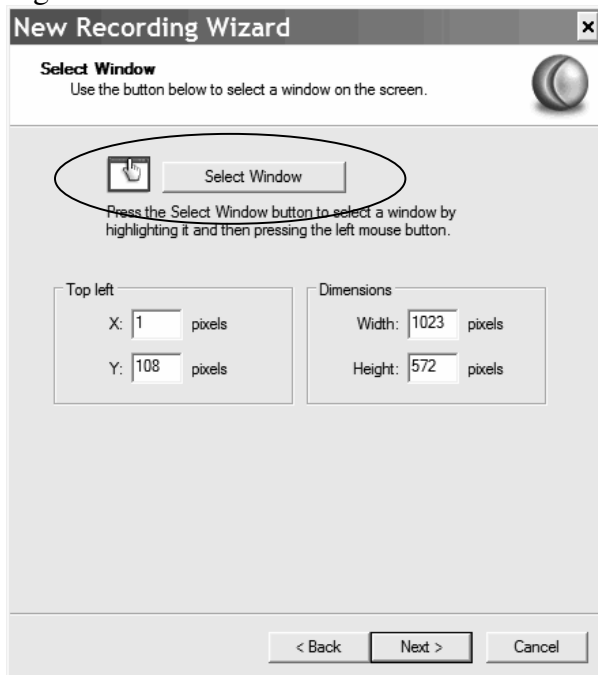 New Recording Wizard
Select Window
Use the button below to select a window on the screen.
Select Window
Press the Select Window button to select a window by
highlighting it and then pressing the left mouse button.
Top left
X: 1 pixels
Y: 108 pixels
Dimensions
Width: 1023 pixels
Height: 572 pixels
< Back Next > Cancel